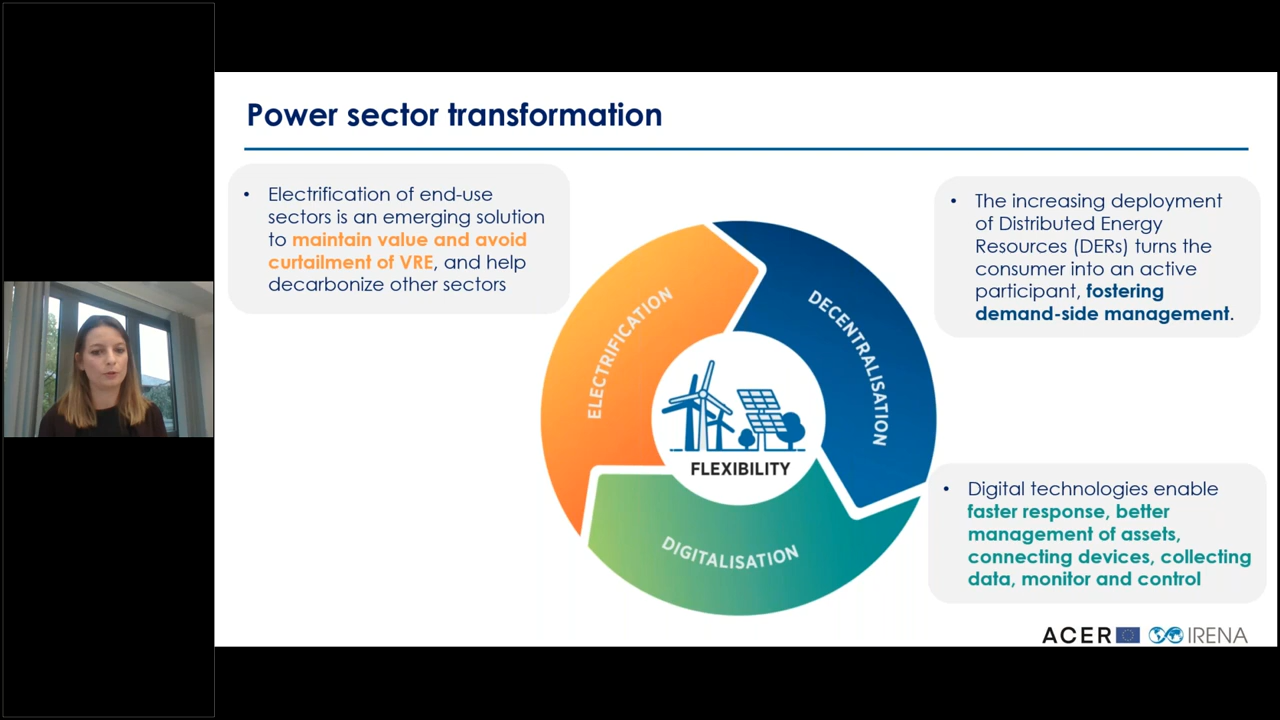 Power sector transformation
• Electrification of end-use
sectors is an emerging solution
to maintain value and avoid
curtailment of VRE, and help
decarbonize other sectors
• The increasing deployment
of Distributed Energy
Resources (DERs) turns the
consumer into an active
participant, fostering
demand-side management.
ELECTRIFICATION
DECENTRALISATION
FLEXIBILITY
DIGITALISATION
• Digital technologies enable
faster response, better
management of assets,
connecting devices, collecting
data, monitor and control
ACER IRENA